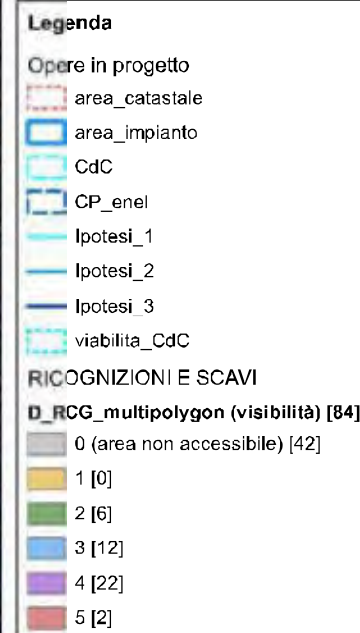 Legenda
Opere in progetto
area_catastale
area_impianto
CdC
CP_enel
Ipotesi_1
Ipotesi_2
Ipotesi_3
viabilita_CdC
RICOGNIZIONI E SCAVI
D_RCG_multipolygon (visibilità) [84]
0 (area non accessibile) [42]
1 [0]
2 [6]
3 [12]
4 [22]
5 [2]